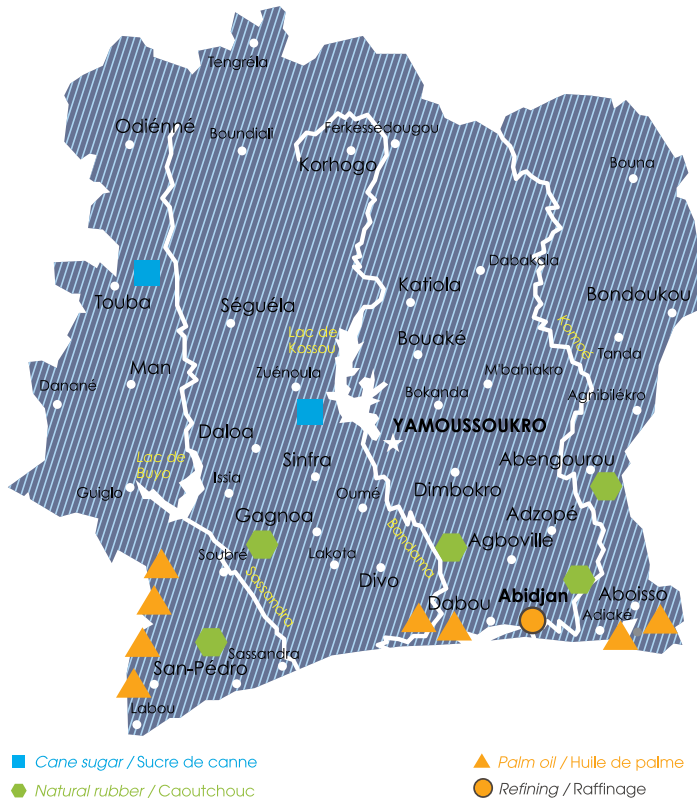 Tengréla
Odiénné
Boundiali
Ferkéssédougou
Korhogo
Bouna
Dabakala
Touba
Katiola
Bondoukou
Séguéla
Lac de
Kossou
Komoé
Bouaké
Tanda
Man
Zuénoula
M'bahiakro
Danané
Bokanda
Agnibilékro
YAMOUSSOUKRO
Daloa
Lac de
Buyo
Sinfra
Abengourou
Guiglo
Issia
Oumé
Dimbokro
Gagnoa
Adzopé
Bandama
Agboville
Soubré
Lakota
Sassandra
Divo
Dabou
Abidjan
Aboisso
Adiaké
Sassandra
San-Pédro
Labou
Cane sugar / Sucre de canne
Palm oil / Huile de palme
Natural rubber / Caoutchouc
Refining / Raffinage